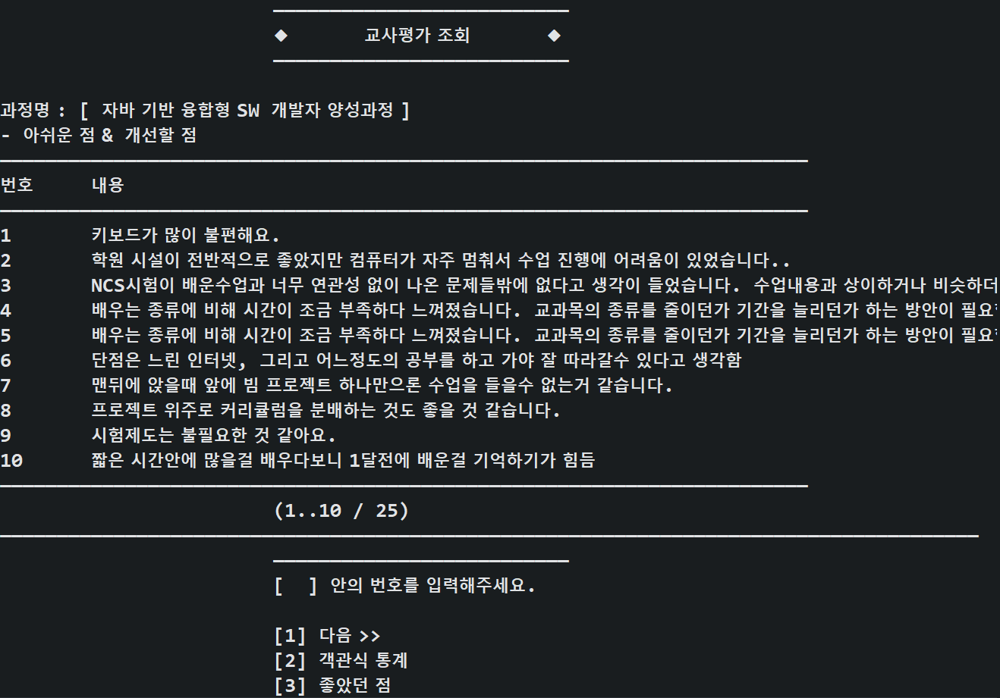 ◆ 교사평가 조회 ◆
과정명 : [ 자바 기반 융합형 SW 개발자 양성과정 ]
- 아쉬운 점 & 개선할 점
번호 내용
1 키보드가 많이 불편해요.
2 학원 시설이 전반적으로 좋았지만 컴퓨터가 자주 멈춰서 수업 진행에 어려움이 있었습니다..
3 NCS시험이 배운수업과 너무 연관성 없이 나온 문제들밖에 없다고 생각이 들었습니다. 수업내용과 상이하거나 비슷하더
4 배우는 종류에 비해 시간이 조금 부족하다 느껴졌습니다. 교과목의 종류를 줄이던가 기간을 늘리던가 하는 방안이 필요
5 배우는 종류에 비해 시간이 조금 부족하다 느껴졌습니다. 교과목의 종류를 줄이던가 기간을 늘리던가 하는 방안이 필요
6 단점은 느린 인터넷, 그리고 어느정도의 공부를 하고 가야 잘 따라갈수 있다고 생각함
7 맨뒤에 앉을때 앞에 빔 프로젝트 하나만으론 수업을 들을수 없는거 같습니다.
8 프로젝트 위주로 커리큘럼을 분배하는 것도 좋을 것 같습니다.
9 시험제도는 불필요한 것 같아요.
10 짧은 시간안에 많을걸 배우다보니 1달전에 배운걸 기억하기가 힘듬
(1..10 / 25)
[ ] 안의 번호를 입력해주세요.
[1] 다음 >>
[2] 객관식 통계
[3] 좋았던 점